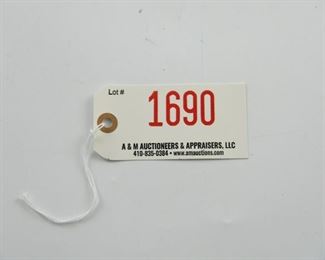 Lot #
1690
A & M AUCTIONEERS & APPRAISERS, LLC
410-835-0384 • www.amauctions.com